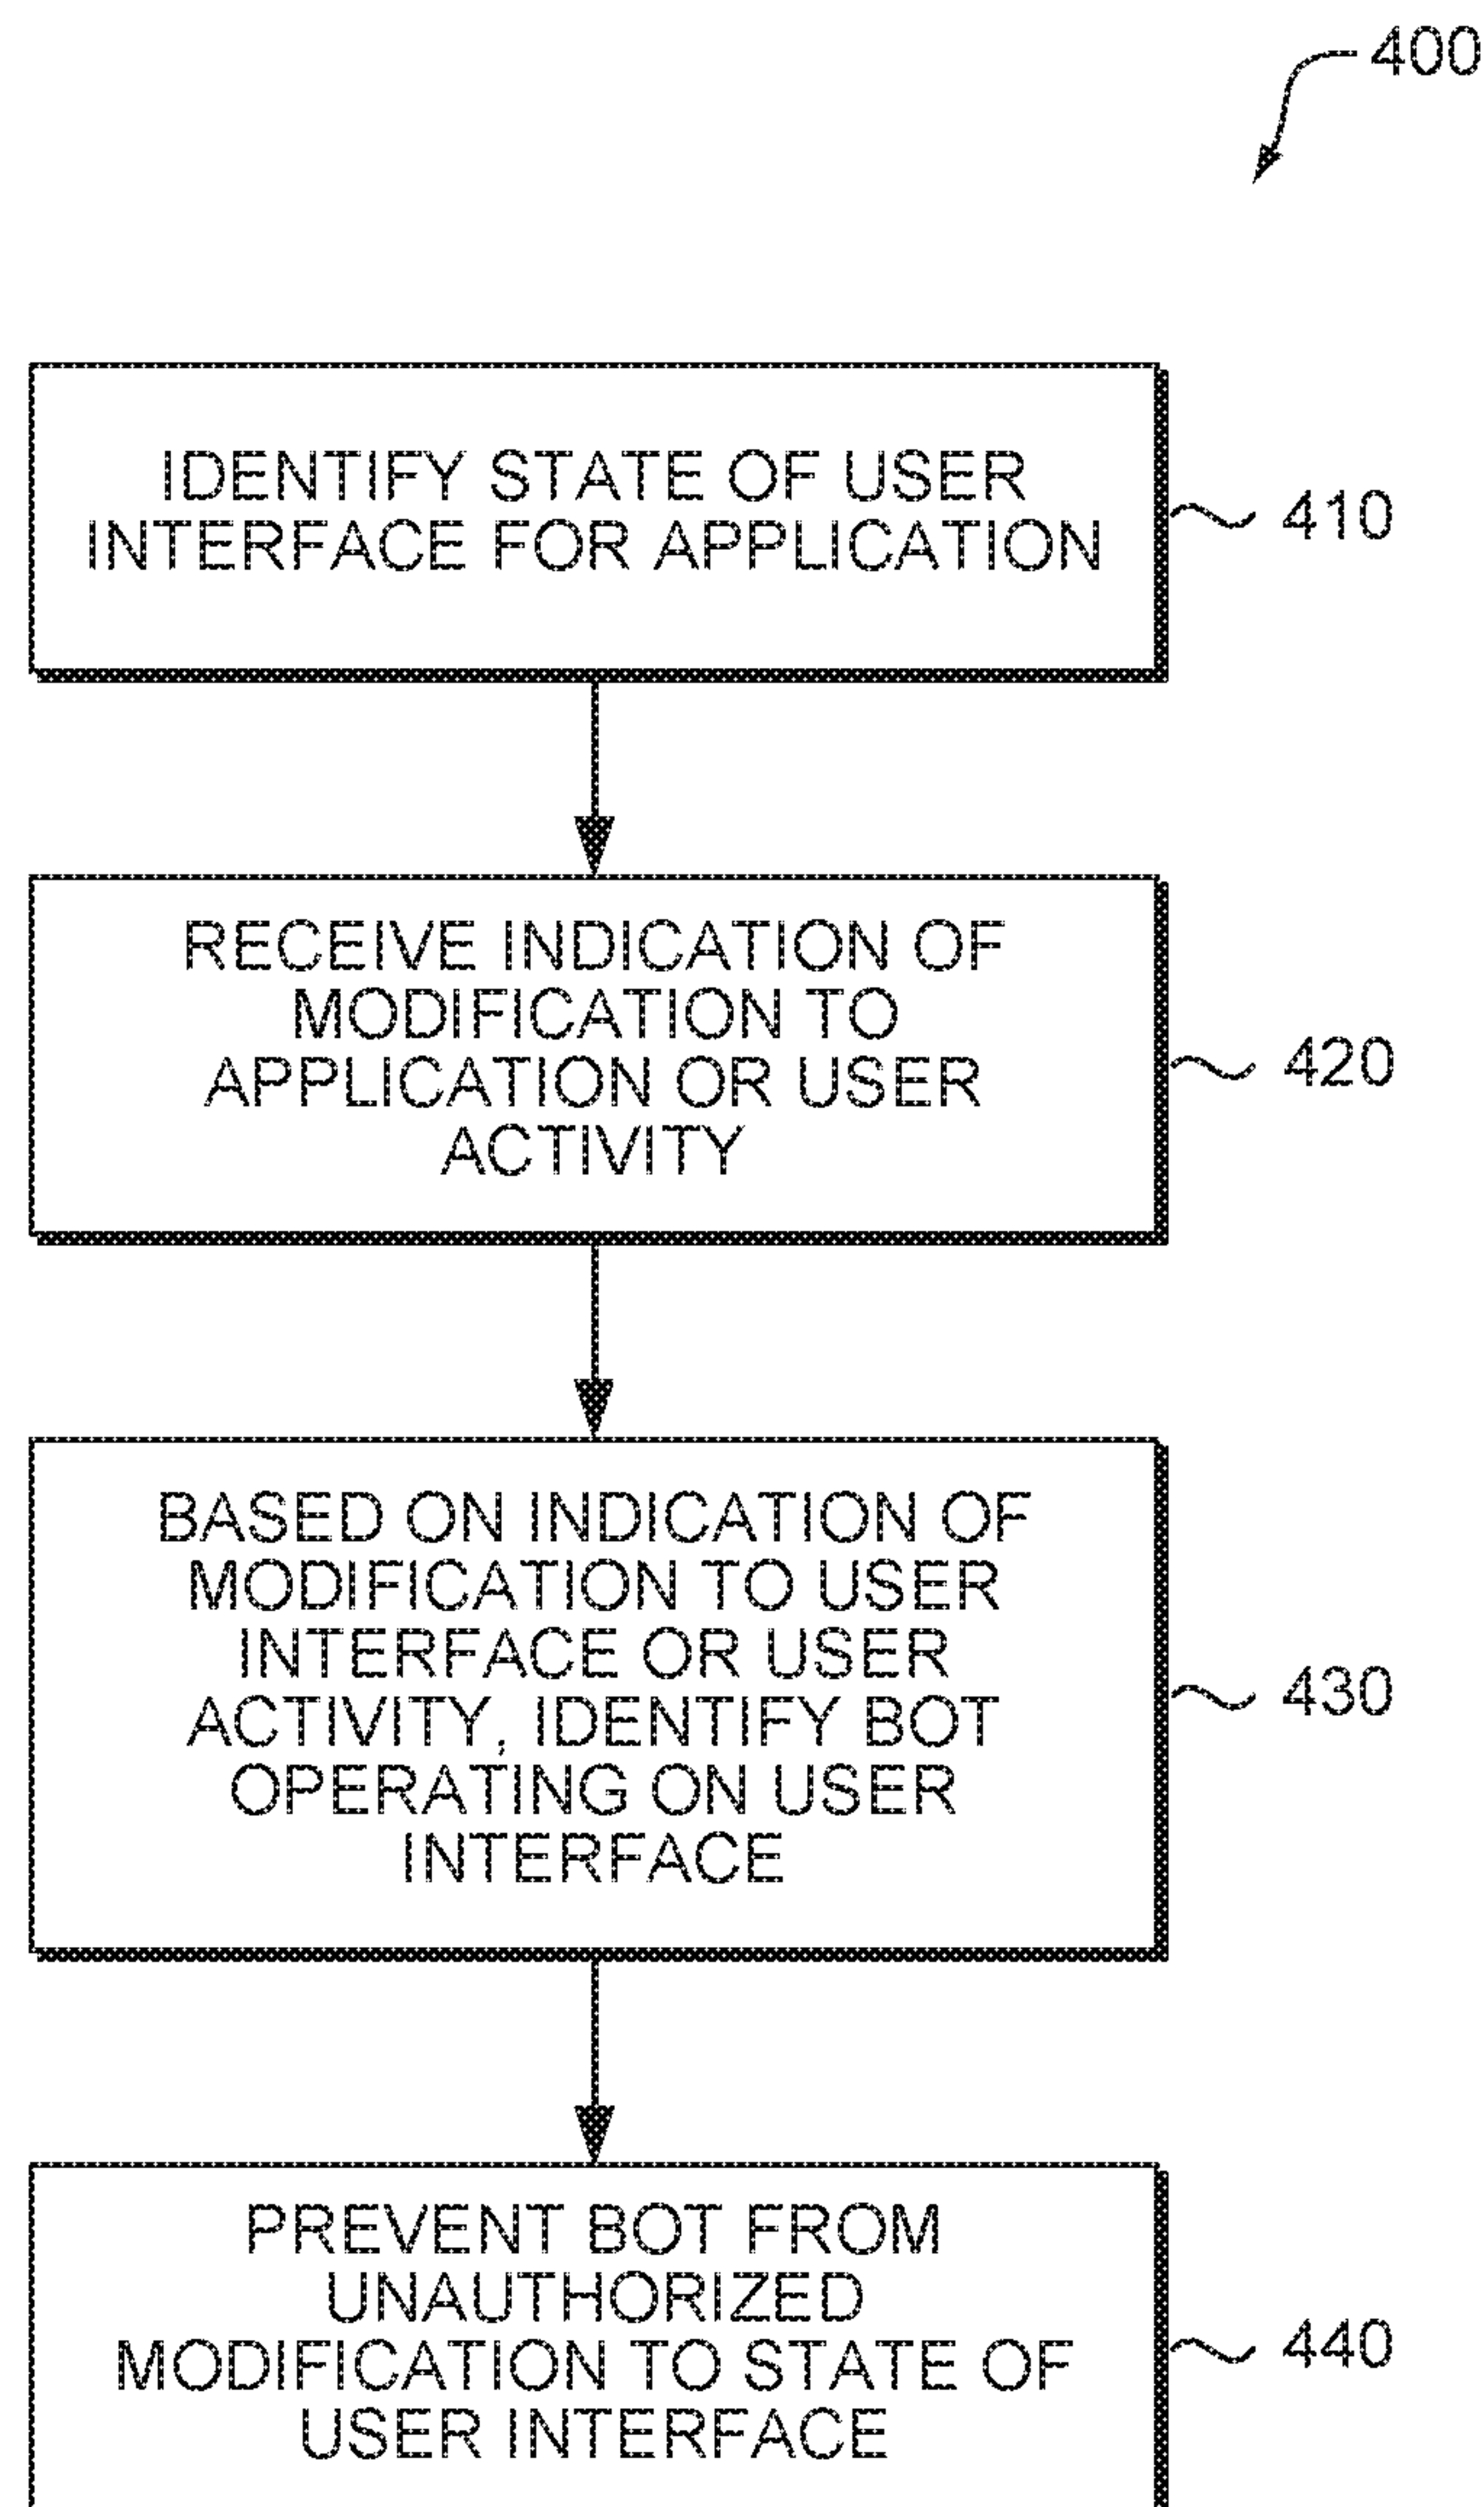 400
IDENTIFY STATE OF USER
INTERFACE FOR APPLICATION
410
RECEIVE INDICATION OF
MODIFICATION TO
APPLICATION OR USER
ACTIVITY
420
BASED ON INDICATION OF
MODIFICATION TO USER
INTERFACE OR USER
ACTIVITY, IDENTIFY BOT
OPERATING ON USER
INTERFACE
430
PREVENT BOT FROM
UNAUTHORIZED
MODIFICATION TO STATE OF
USER INTERFACE
440